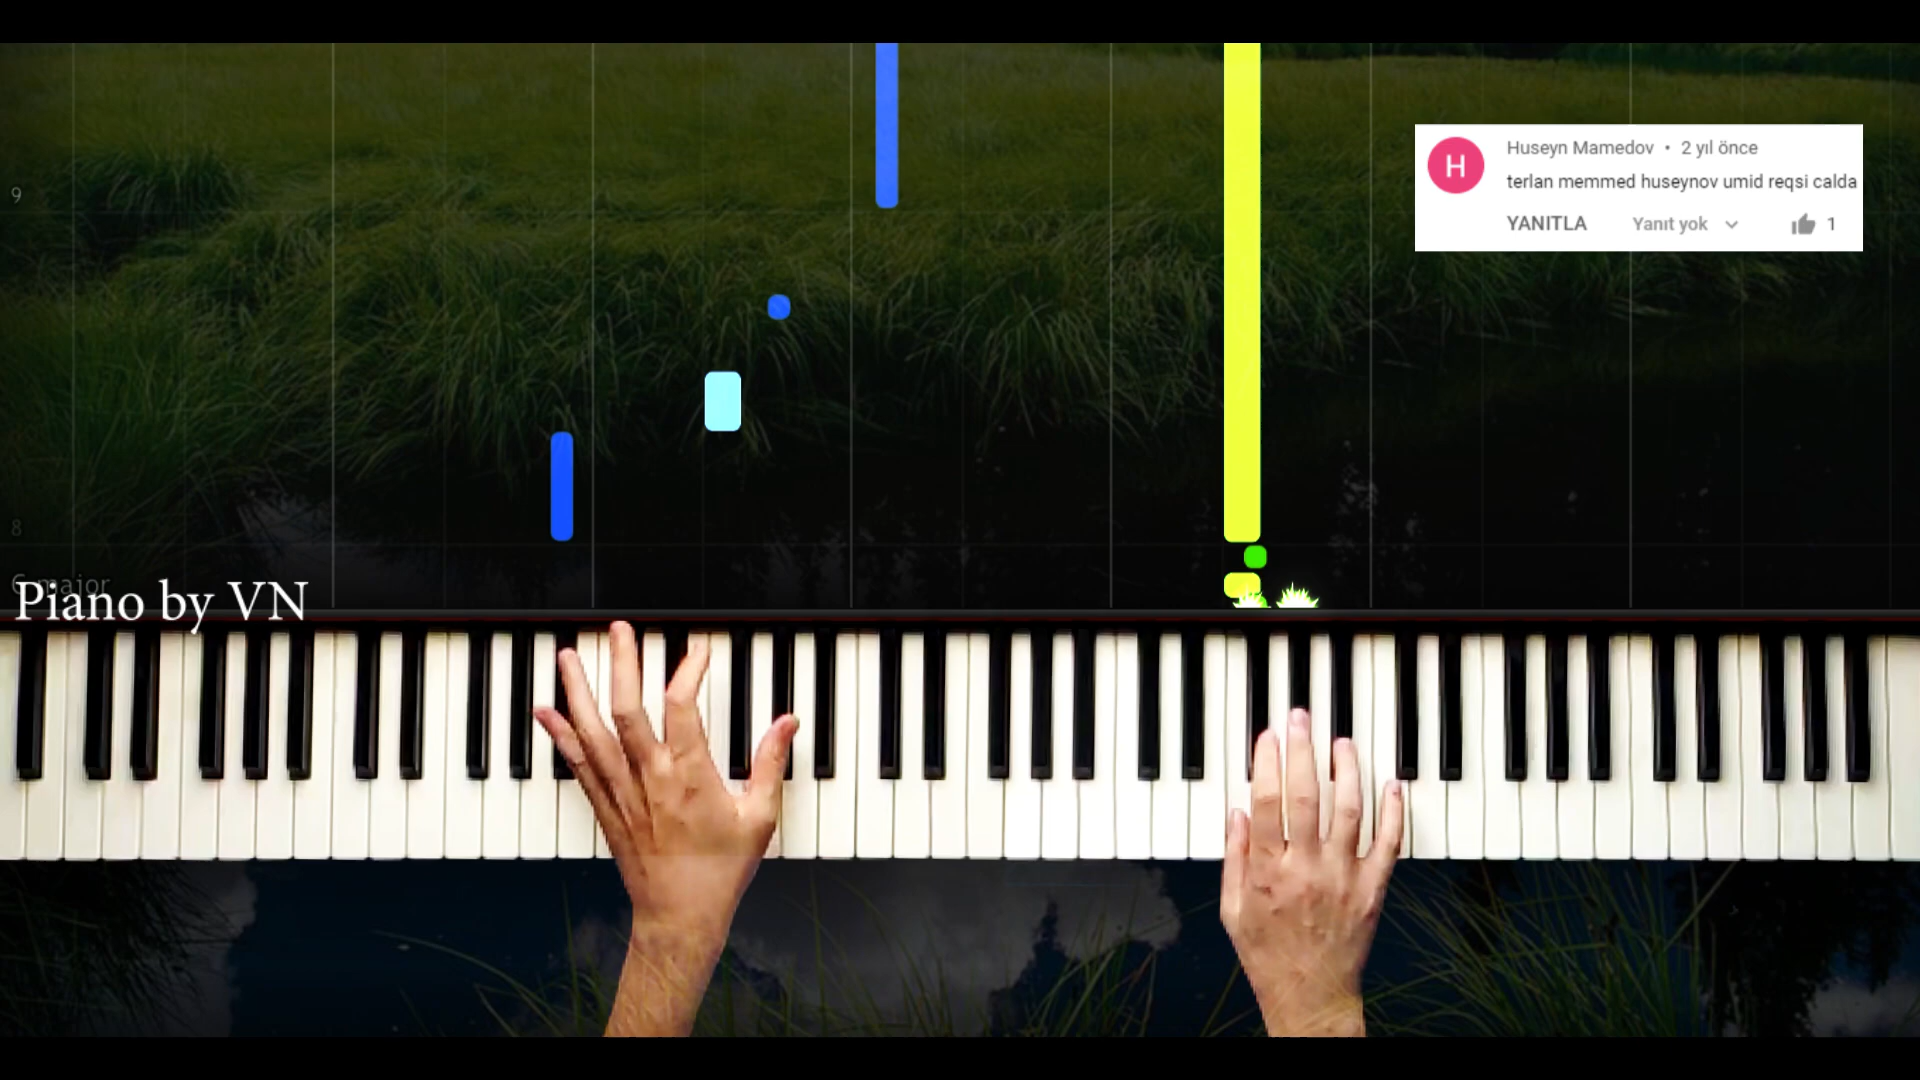 Huseyn Mamedov • 2 yıl önce
H
terlan memmed huseynov umid reqsi calda
YANITLA Yanıt yok 1
9
8
G major
Piano by VN